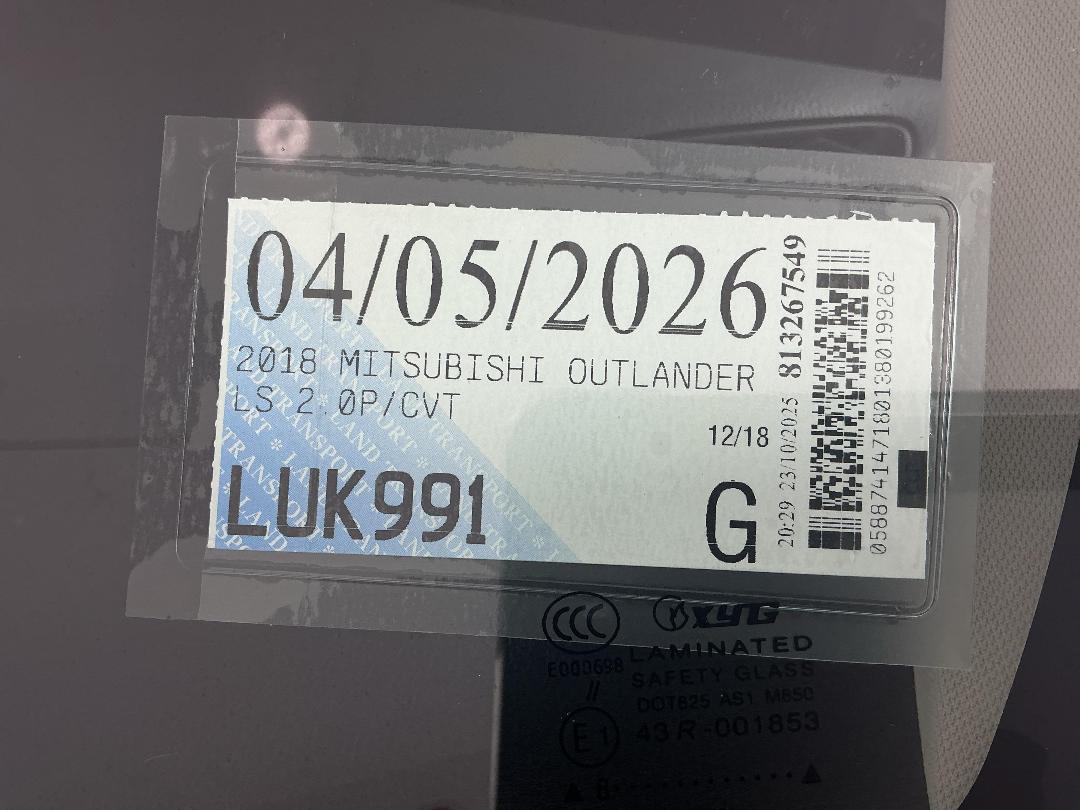 04/05/2026
2018 MITSUBISHI OUTLANDER
LS 2.0P/CVT
12/18
LUK991
G
20:29 23/10/2025 813267549
0588741471801380199262
CCC
XYG
E000698
LAMINATED
//
SAFETY GLASS
DOT825 AS1 M850
E1
43R-001853